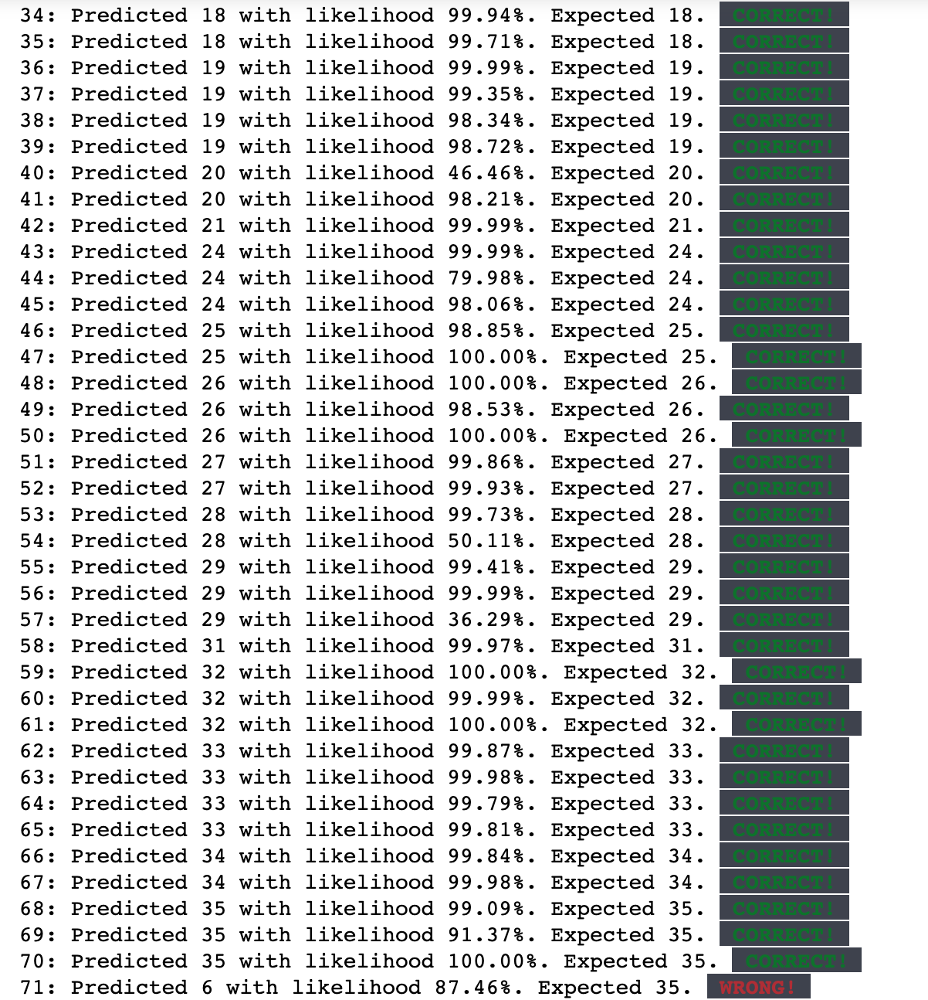 34: Predicted 18 with likelihood 99.94%. Expected 18. CORRECT!
35: Predicted 18 with likelihood 99.71%. Expected 18. CORRECT!
36: Predicted 19 with likelihood 99.99%. Expected 19. CORRECT!
37: Predicted 19 with likelihood 99.35%. Expected 19. CORRECT!
38: Predicted 19 with likelihood 98.34%. Expected 19. CORRECT!
39: Predicted 19 with likelihood 98.72%. Expected 19. CORRECT!
40: Predicted 20 with likelihood 46.46%. Expected 20. CORRECT!
41: Predicted 20 with likelihood 98.21%. Expected 20. CORRECT!
42: Predicted 21 with likelihood 99.99%. Expected 21. CORRECT!
43: Predicted 24 with likelihood 99.99%. Expected 24. CORRECT!
44: Predicted 24 with likelihood 79.98%. Expected 24. CORRECT!
45: Predicted 24 with likelihood 98.06%. Expected 24. CORRECT!
46: Predicted 25 with likelihood 98.85%. Expected 25. CORRECT!
47: Predicted 25 with likelihood 100.00%. Expected 25. CORRECT!
48: Predicted 26 with likelihood 100.00%. Expected 26. CORRECT!
49: Predicted 26 with likelihood 98.53%. Expected 26. CORRECT!
50: Predicted 26 with likelihood 100.00%. Expected 26. CORRECT!
51: Predicted 27 with likelihood 99.86%. Expected 27. CORRECT!
52: Predicted 27 with likelihood 99.93%. Expected 27. CORRECT!
53: Predicted 28 with likelihood 99.73%. Expected 28. CORRECT!
54: Predicted 28 with likelihood 50.11%. Expected 28. CORRECT!
55: Predicted 29 with likelihood 99.41%. Expected 29. CORRECT!
56: Predicted 29 with likelihood 99.99%. Expected 29. CORRECT!
57: Predicted 29 with likelihood 36.29%. Expected 29. CORRECT!
58: Predicted 31 with likelihood 99.97%. Expected 31. CORRECT!
59: Predicted 32 with likelihood 100.00%. Expected 32. CORRECT!
60: Predicted 32 with likelihood 99.99%. Expected 32. CORRECT!
61: Predicted 32 with likelihood 100.00%. Expected 32. CORRECT!
62: Predicted 33 with likelihood 99.87%. Expected 33. CORRECT!
63: Predicted 33 with likelihood 99.98%. Expected 33. CORRECT!
64: Predicted 33 with likelihood 99.79%. Expected 33. CORRECT!
65: Predicted 33 with likelihood 99.81%. Expected 33. CORRECT!
66: Predicted 34 with likelihood 99.84%. Expected 34. CORRECT!
67: Predicted 34 with likelihood 99.98%. Expected 34. CORRECT!
68: Predicted 35 with likelihood 99.09%. Expected 35. CORRECT!
69: Predicted 35 with likelihood 91.37%. Expected 35. CORRECT!
70: Predicted 35 with likelihood 100.00%. Expected 35. CORRECT!
71: Predicted 6 with likelihood 87.46%. Expected 35. WRONG!